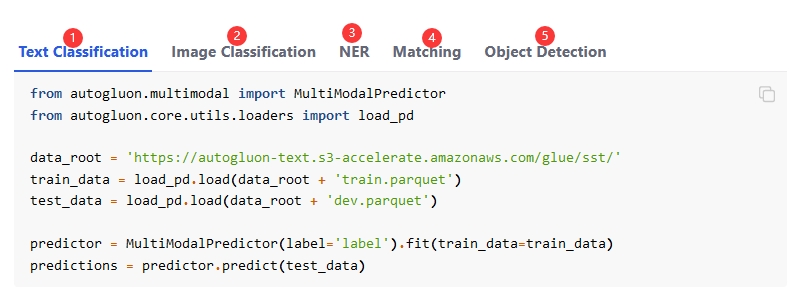 1 2 3 4 5
Text Classification Image Classification NER Matching Object Detection
from autogluon.multimodal import MultiModalPredictor
from autogluon.core.utils.loaders import load_pd
data_root = 'https://autogluon-text.s3-accelerate.amazonaws.com/glue/sst/'
train_data = load_pd.load(data_root + 'train.parquet')
test_data = load_pd.load(data_root + 'dev.parquet')
predictor = MultiModalPredictor(label='label').fit(train_data=train_data)
predictions = predictor.predict(test_data)